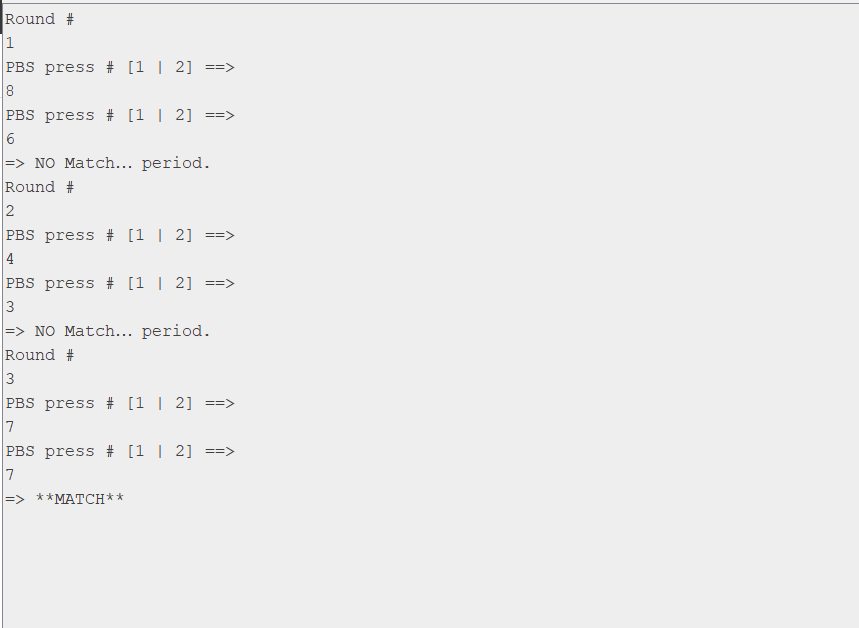 Round #
1
PBS press # [1 | 2] ==>
8
PBS press # [1 | 2] ==>
6
=> NO Match… period.
Round #
2
PBS press # [1 | 2] ==>
4
PBS press # [1 | 2] ==>
3
=> NO Match… period.
Round #
3
PBS press # [1 | 2] ==>
7
PBS press # [1 | 2] ==>
7
=> **MATCH**